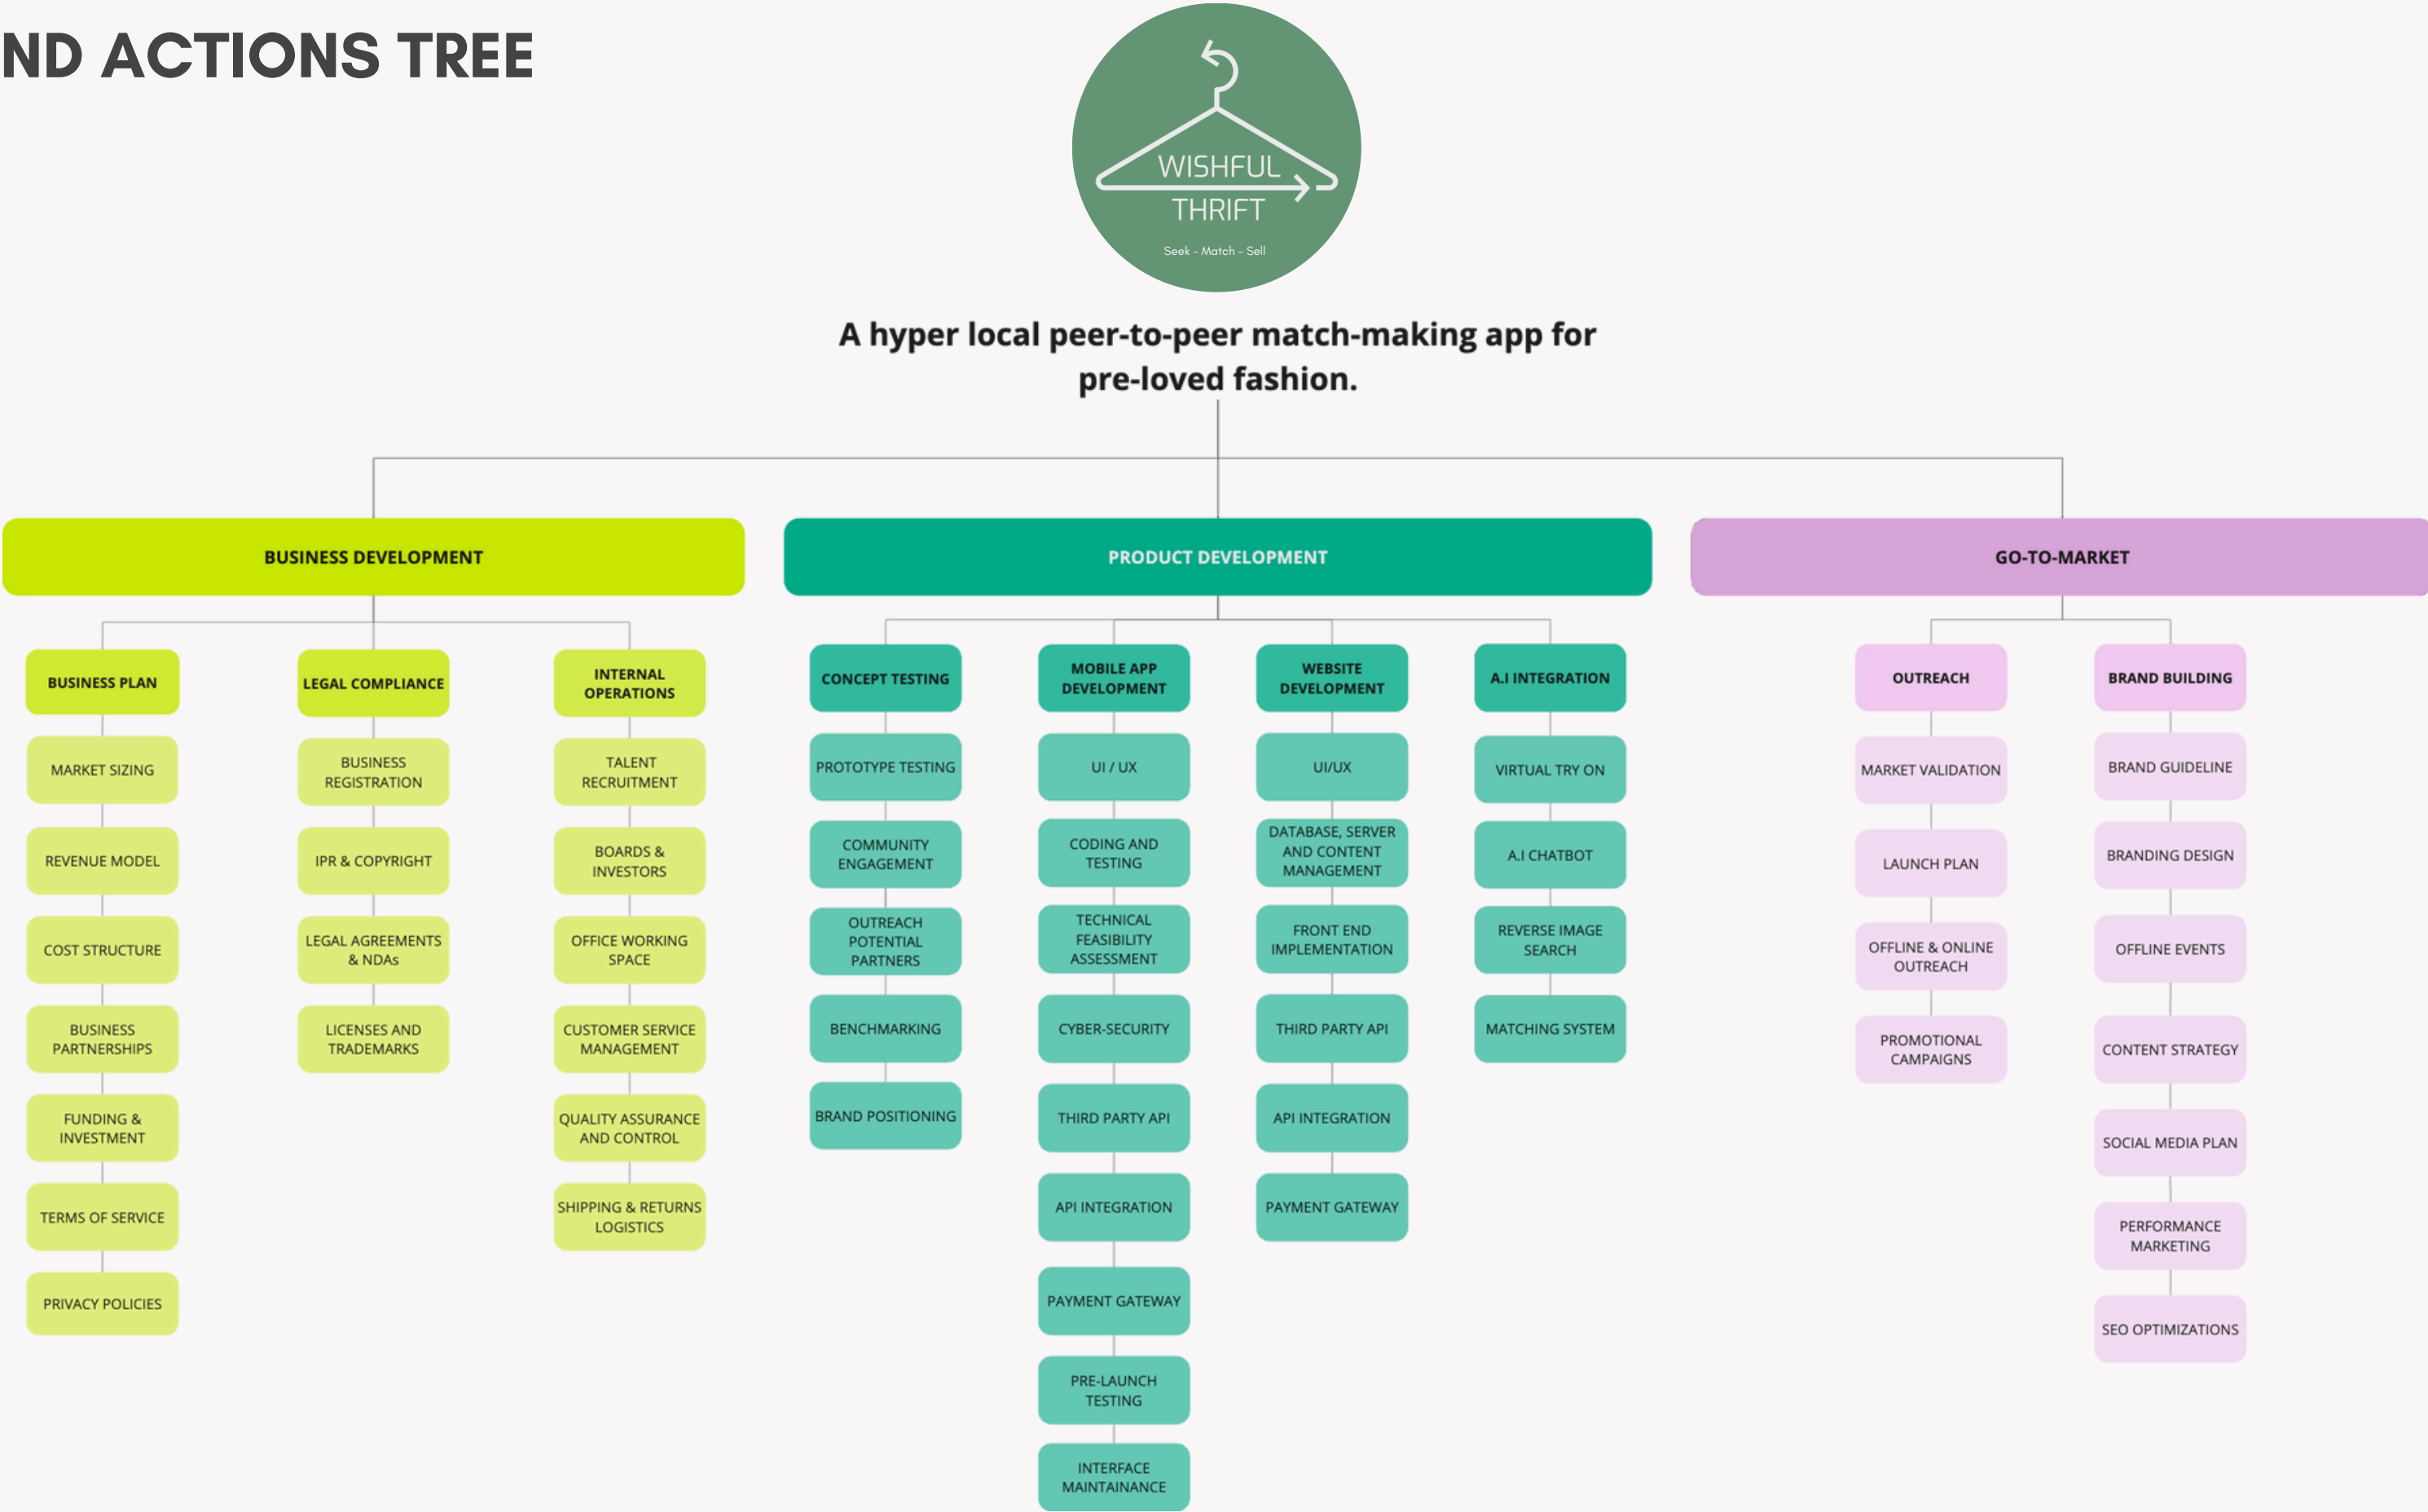 ND ACTIONS TREE
WISHFUL
THRIFT
Seek - Match - Sell
A hyper local peer-to-peer match-making app for
pre-loved fashion.
BUSINESS DEVELOPMENT
BUSINESS PLAN
MARKET SIZING
REVENUE MODEL
COST STRUCTURE
BUSINESS
PARTNERSHIPS
FUNDING &
INVESTMENT
TERMS OF SERVICE
PRIVACY POLICIES
LEGAL COMPLIANCE
BUSINESS
REGISTRATION
IPR & COPYRIGHT
LEGAL AGREEMENTS
& NDAs
LICENSES AND
TRADEMARKS
INTERNAL
OPERATIONS
TALENT
RECRUITMENT
BOARDS &
INVESTORS
OFFICE WORKING
SPACE
CUSTOMER SERVICE
MANAGEMENT
QUALITY ASSURANCE
AND CONTROL
SHIPPING & RETURNS
LOGISTICS
PRODUCT DEVELOPMENT
CONCEPT TESTING
PROTOTYPE TESTING
COMMUNITY
ENGAGEMENT
OUTREACH
POTENTIAL
PARTNERS
BENCHMARKING
BRAND POSITIONING
MOBILE APP
DEVELOPMENT
UI / UX
CODING AND
TESTING
TECHNICAL
FEASIBILITY
ASSESSMENT
CYBER-SECURITY
THIRD PARTY API
API INTEGRATION
PAYMENT GATEWAY
PRE-LAUNCH
TESTING
INTERFACE
MAINTAINANCE
WEBSITE
DEVELOPMENT
UI/UX
DATABASE, SERVER
AND CONTENT
MANAGEMENT
FRONT END
IMPLEMENTATION
THIRD PARTY API
API INTEGRATION
PAYMENT GATEWAY
A.I INTEGRATION
VIRTUAL TRY ON
A.I CHATBOT
REVERSE IMAGE
SEARCH
MATCHING SYSTEM
GO-TO-MARKET
OUTREACH
MARKET VALIDATION
LAUNCH PLAN
OFFLINE & ONLINE
OUTREACH
PROMOTIONAL
CAMPAIGNS
BRAND BUILDING
BRAND GUIDELINE
BRANDING DESIGN
OFFLINE EVENTS
CONTENT STRATEGY
SOCIAL MEDIA PLAN
PERFORMANCE
MARKETING
SEO OPTIMIZATIONS